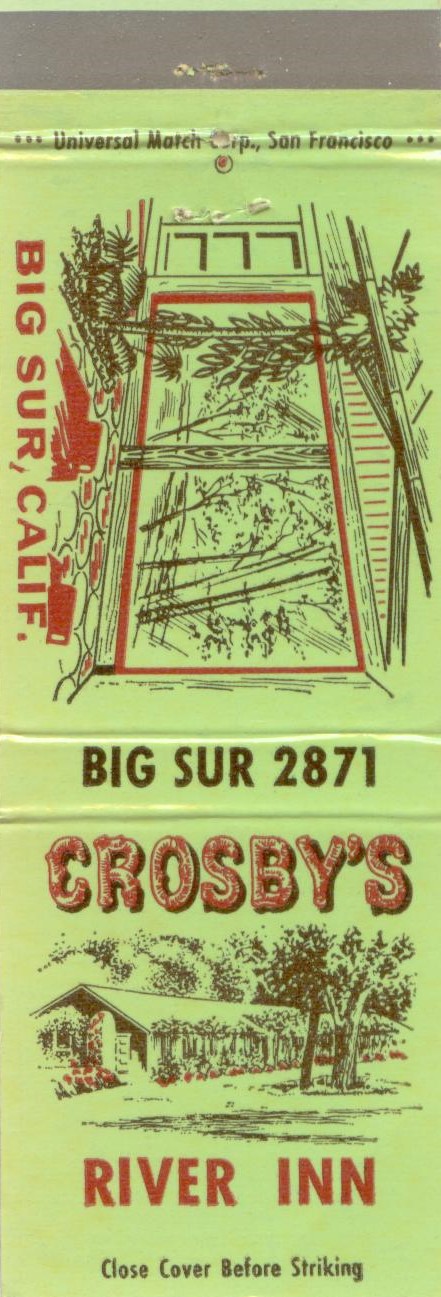 ••• Universal Match Corp., San Francisco •••
BIG SUR, CALIF.
BIG SUR 2871
CROSBY'S
RIVER INN
Close Cover Before Striking